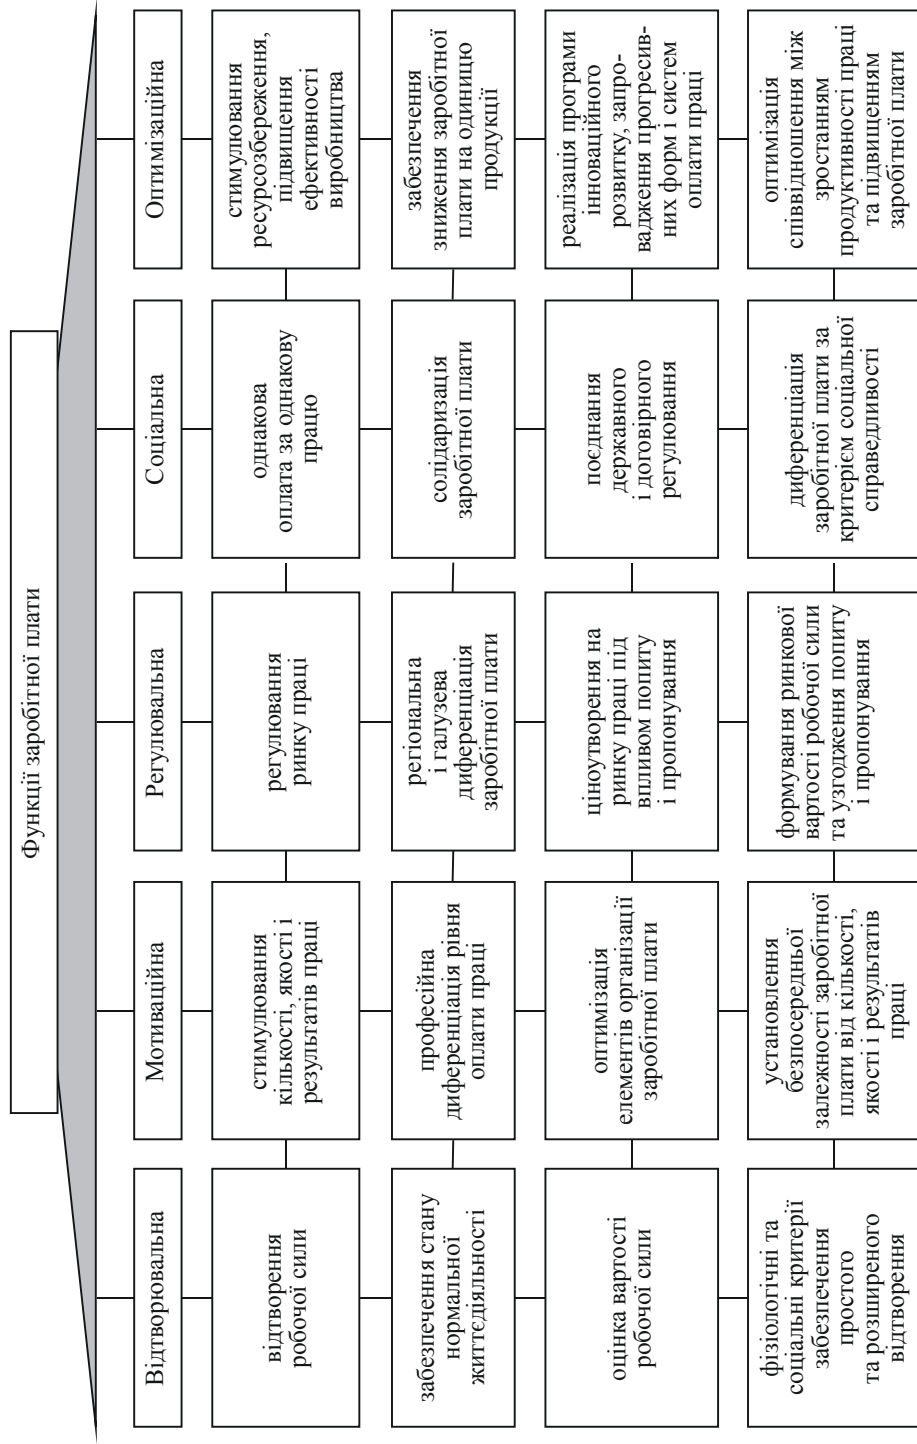 Функції заробітної плати
Відтворювальна
Мотиваційна
Регулювальна
Соціальна
Оптимізаційна
відтворення
робочої сили
стимулювання
кількості, якості і
результатів праці
регулювання
ринку праці
однакова
оплата за однакову
працю
стимулювання
ресурсозбереження,
підвищення
ефективності
виробництва
забезпечення стану
нормальної
життєдіяльності
професійна
диференціація рівня
оплати праці
регіональна
і галузева
диференціація
заробітної плати
солідаризація
заробітної плати
забезпечення
зниження заробітної
плати на одиницю
продукції
оцінка вартості
робочої сили
оптимізація
елементів організації
заробітної плати
ціноутворення на
ринку праці під
впливом попиту
і пропонування
поєднання
державного
і договірного
регулювання
реалізація програми
інноваційного
розвитку, запро-
вадження прогресив-
них форм і систем
оплати праці
фізіологічні та
соціальні критерії
забезпечення
простого
та розширеного
відтворення
установлення
безпосередньої
залежності заробітної
плати від кількості,
якості і результатів
праці
формування ринкової
вартості робочої сили
та узгодження попиту
і пропонування
диференціація
заробітної плати за
критерієм соціальної
справедливості
оптимізація
співвідношення між
зростанням
продуктивності праці
та підвищенням
заробітної плати